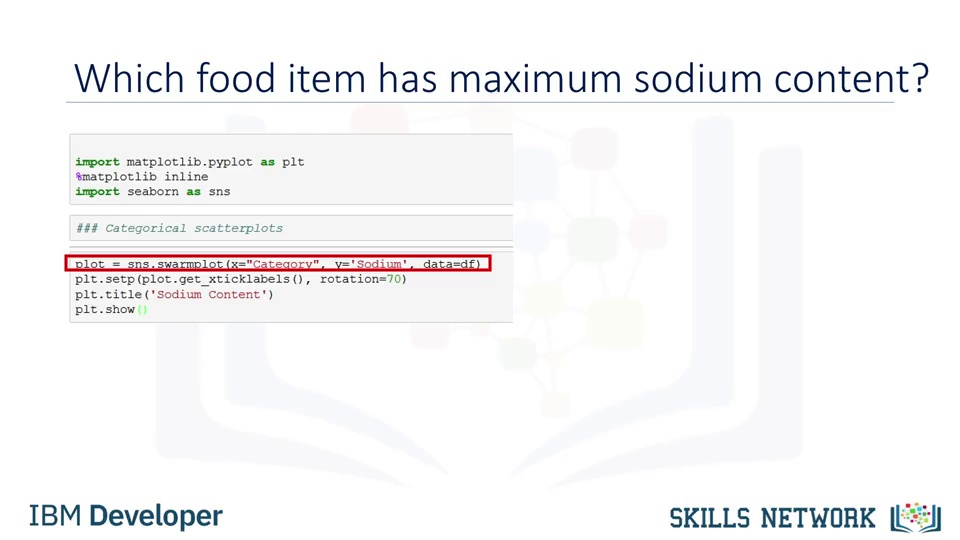 Which food item has maximum sodium content?
import matplotlib.pyplot as plt
%matplotlib inline
import seaborn as sns
### Categorical scatterplots
plot = sns.swarmplot(x="Category", y='Sodium', data=df)
plt.setp(plot.get_xticklabels(), rotation=70)
plt.title('Sodium Content')
plt.show()
IBM Developer
SKILLS NETWORK